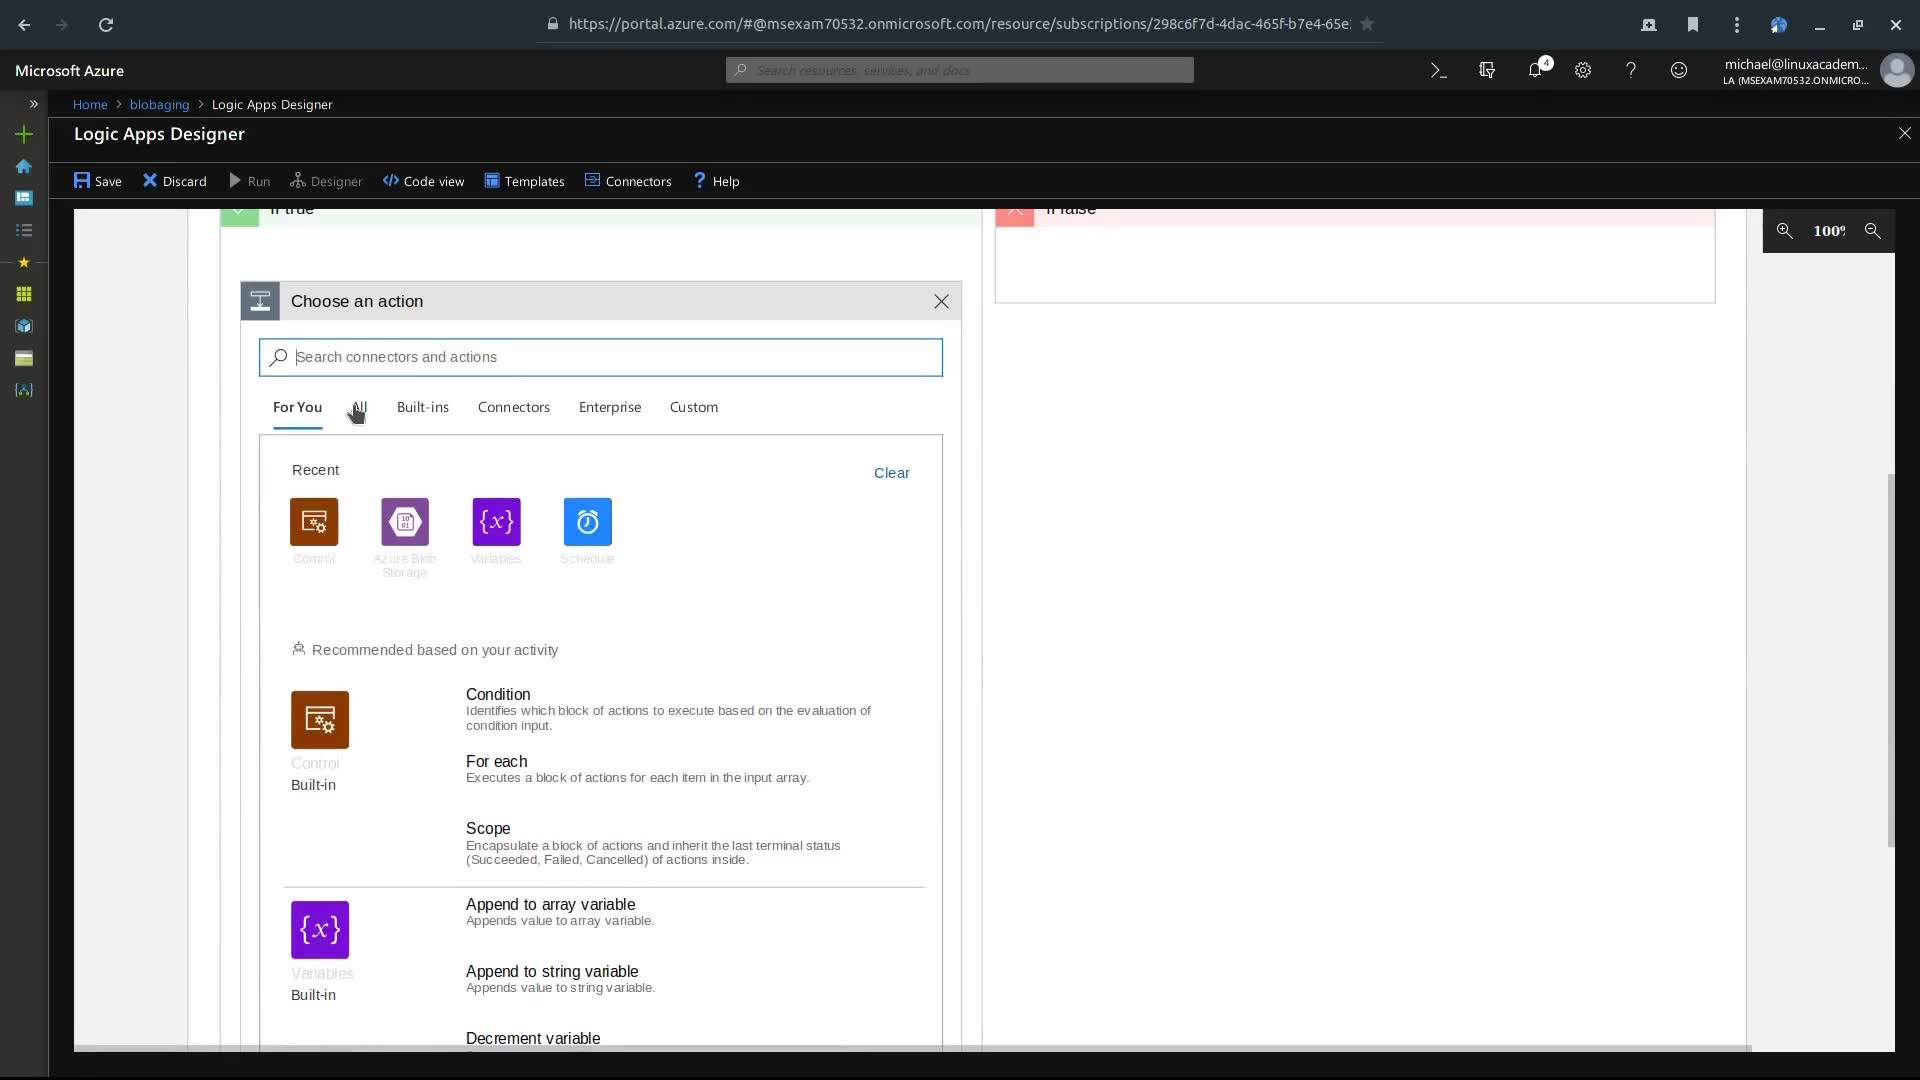 https://portal.azure.com/#@msexam70532.onmicrosoft.com/resource/subscriptions/298c6f7d-4dac-465f-b7e4-65e
Microsoft Azure
Search resources, services, and docs
4
michael@linuxacadem...
LA (MSEXAM70532.ONMICRO...
Home > blobaging > Logic Apps Designer
Logic Apps Designer
Save Discard Run Designer Code view Templates Connectors Help
If true
If false
100%
Choose an action
Search connectors and actions
For You All Built-ins Connectors Enterprise Custom
Recent
Clear
Control
Azure Blob
Storage
Variables
Schedule
Recommended based on your activity
Control
Built-in
Condition
Identifies which block of actions to execute based on the evaluation of
condition input.
For each
Executes a block of actions for each item in the input array.
Scope
Encapsulate a block of actions and inherit the last terminal status
(Succeeded, Failed, Cancelled) of actions inside.
Variables
Built-in
Append to array variable
Appends value to array variable.
Append to string variable
Appends value to string variable.
Decrement variable